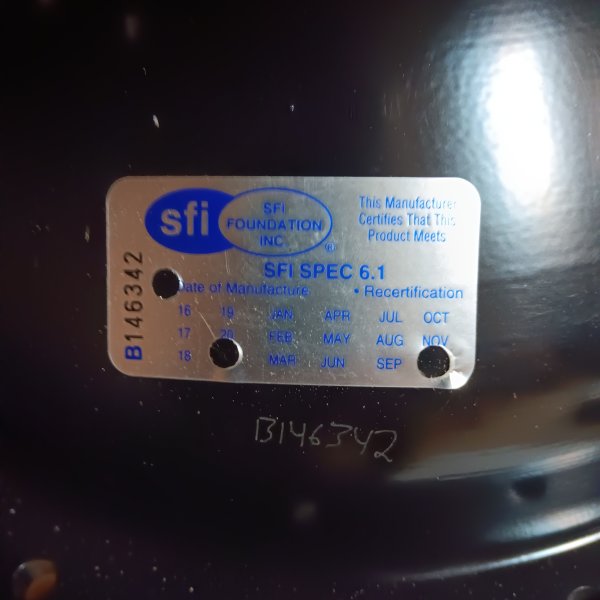 sfi
SFI
FOUNDATION
INC
®
This Manufacturer
Certifies That This
Product Meets
SFI SPEC 6.1
Date of Manufacture • Recertification
16 19 JAN APR JUL OCT
17 20 FEB MAY AUG NOV
18 MAR JUN SEP
B146342
B146342